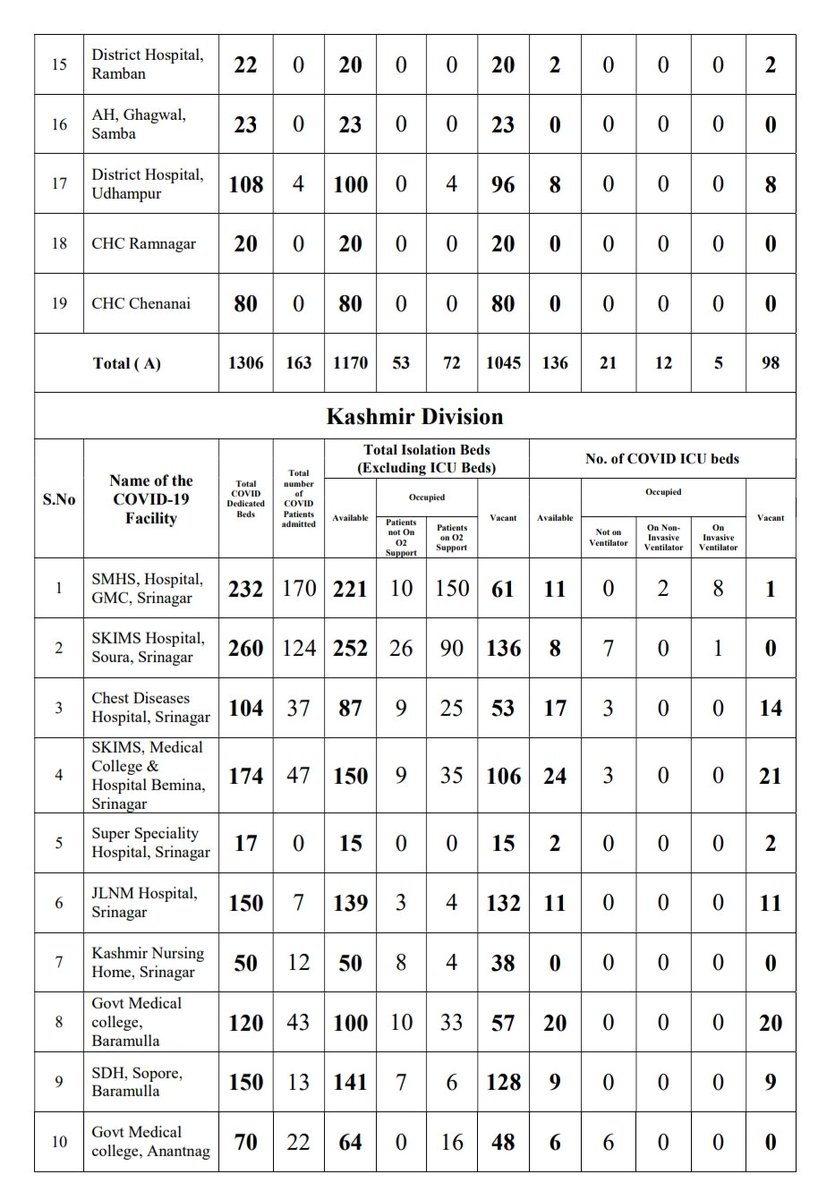 15 District Hospital, Ramban 22 0 20 0 0 20 2 0 0 0 2
16 AH, Ghagwal, Samba 23 0 23 0 0 23 0 0 0 0 0
17 District Hospital, Udhampur 108 4 100 0 4 96 8 0 0 0 8
18 CHC Ramnagar 20 0 20 0 0 20 0 0 0 0 0
19 CHC Chenanai 80 0 80 0 0 80 0 0 0 0 0
Total ( A) 1306 163 1170 53 72 1045 136 21 12 5 98
Kashmir Division
S.No Name of the COVID-19 Facility Total COVID Dedicated Beds Total number of COVID Patients admitted
Total Isolation Beds (Excluding ICU Beds) No. of COVID ICU beds
Available Occupied Vacant Available Occupied Vacant
Patients not On O2 Support Patients on O2 Support Not on Ventilator On Non-Invasive Ventilator On Invasive Ventilator
1 SMHS, Hospital, GMC, Srinagar 232 170 221 10 150 61 11 0 2 8 1
2 SKIMS Hospital, Soura, Srinagar 260 124 252 26 90 136 8 7 0 1 0
3 Chest Diseases Hospital, Srinagar 104 37 87 9 25 53 17 3 0 0 14
4 SKIMS, Medical College & Hospital Bemina, Srinagar 174 47 150 9 35 106 24 3 0 0 21
5 Super Speciality Hospital, Srinagar 17 0 15 0 0 15 2 0 0 0 2
6 JLNM Hospital, Srinagar 150 7 139 3 4 132 11 0 0 0 11
7 Kashmir Nursing Home, Srinagar 50 12 50 8 4 38 0 0 0 0 0
8 Govt Medical college, Baramulla 120 43 100 10 33 57 20 0 0 0 20
9 SDH, Sopore, Baramulla 150 13 141 7 6 128 9 0 0 0 9
10 Govt Medical college, Anantnag 70 22 64 0 16 48 6 6 0 0 0